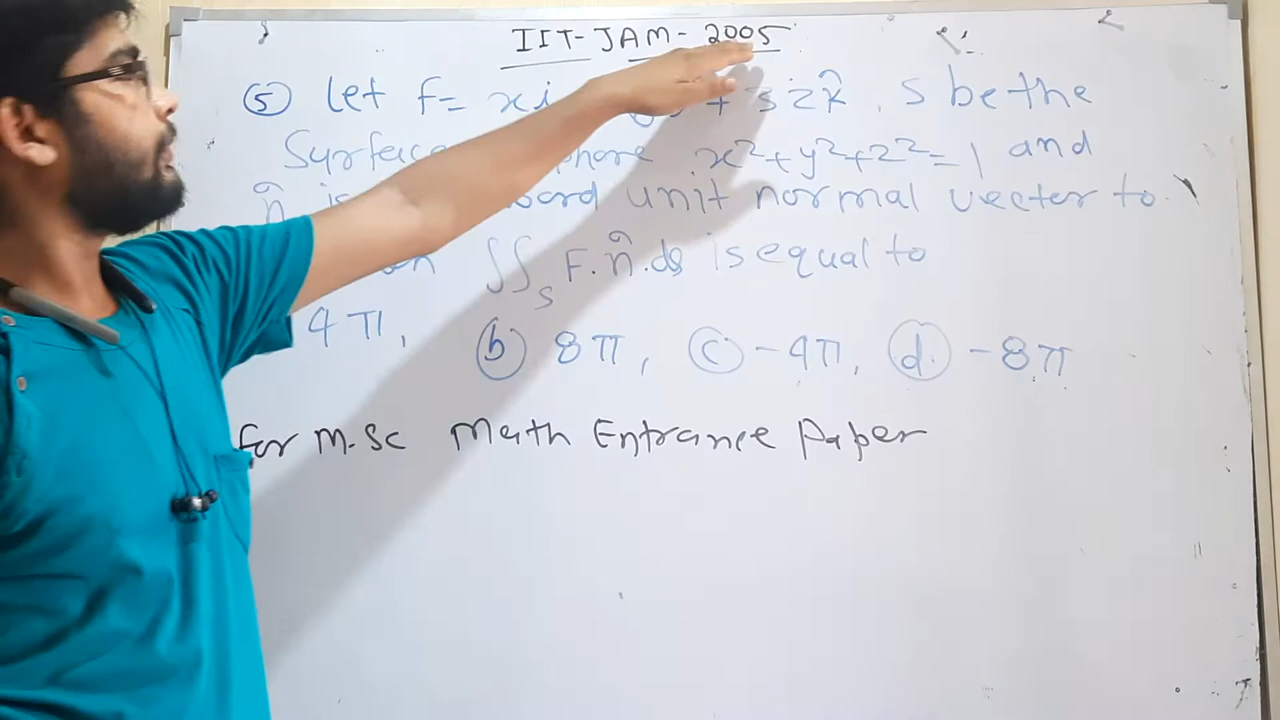 IIT-JAM-2005
⑤ Let F= xi + 3zk̂, S be the
x²+y²+z²=1 and
n̂ is unit normal vector to
∬ₛ F.n̂.ds is equal to
4π, ⓑ 8π, ⓒ -4π, ⓓ -8π
For M.Sc Math Entrance Paper